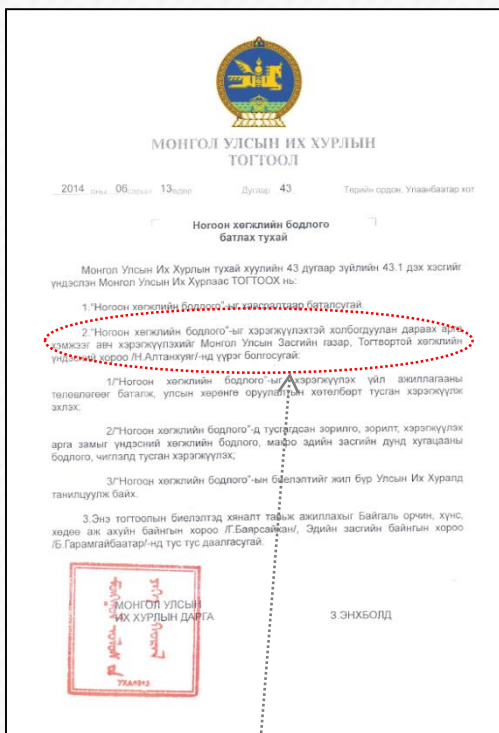 МОНГОЛ УЛСЫН ИХ ХУРЛЫН
ТОГТООЛ
2014 оны 06 сарын 13 өдөр Дугаар 43 Төрийн ордон, Улаанбаатар хот
Ногоон хөгжлийн бодлого
батлах тухай
Монгол Улсын Их Хурлын тухай хуулийн 43 дугаар зүйлийн 43.1 дэх хэсгийг
үндэслэн Монгол Улсын Их Хурлаас ТОГТООХ нь:
1."Ногоон хөгжлийн бодлого"-ыг хавсралтаар баталсугай.
2."Ногоон хөгжлийн бодлого"-ыг хэрэгжүүлэхтэй холбогдуулан дараах арга
хэмжээг авч хэрэгжүүлэхийг Монгол Улсын Засгийн газар, Тогтвортой хөгжлийн
үндэсний хороо /Н.Алтанхуяг/-нд үүрэг болгосугай:
1/"Ногоон хөгжлийн бодлого"-ыг хэрэгжүүлэх үйл ажиллагааны
төлөвлөгөөг баталж, улсын хөрөнгө оруулалтын хөтөлбөрт тусган хэрэгжүүлж
эхлэх;
2/"Ногоон хөгжлийн бодлого"-д тусгагдсан зорилго, зорилт, хэрэгжүүлэх
арга замыг үндэсний хөгжлийн бодлого, макро эдийн засгийн дунд хугацааны
бодлого, чиглэлд тусган хэрэгжүүлэх;
3/"Ногоон хөгжлийн бодлого"-ын биелэлтийг жил бүр Улсын Их Хуралд
танилцуулж байх.
3.Энэ тогтоолын биелэлтэд хяналт тавьж ажиллахыг Байгаль орчин, хүнс,
хөдөө аж ахуйн байнгын хороо /Г.Баярсайхан/, Эдийн засгийн байнгын хороо
/Б.Гарамгайбаатар/-нд тус тус даалгасугай.
МОНГОЛ УЛСЫН
ИХ ХУРЛЫН ДАРГА З.ЭНХБОЛД